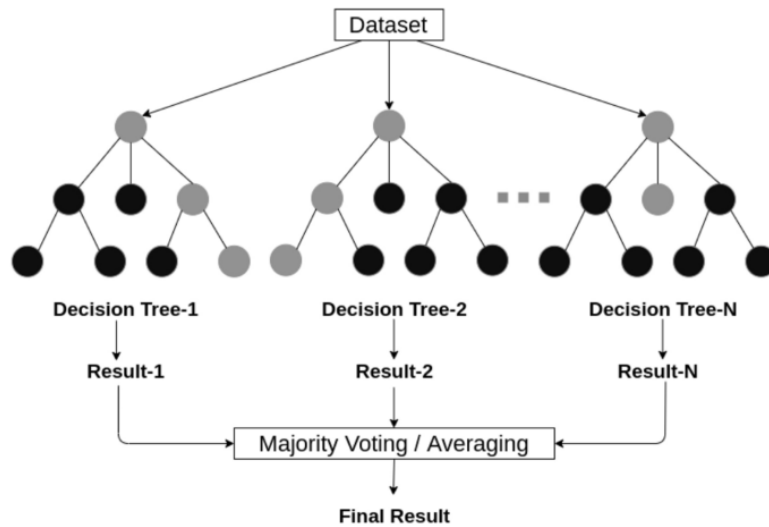 Dataset
Decision Tree-1
Decision Tree-2
Decision Tree-N
Result-1
Result-2
Result-N
Majority Voting / Averaging
Final Result